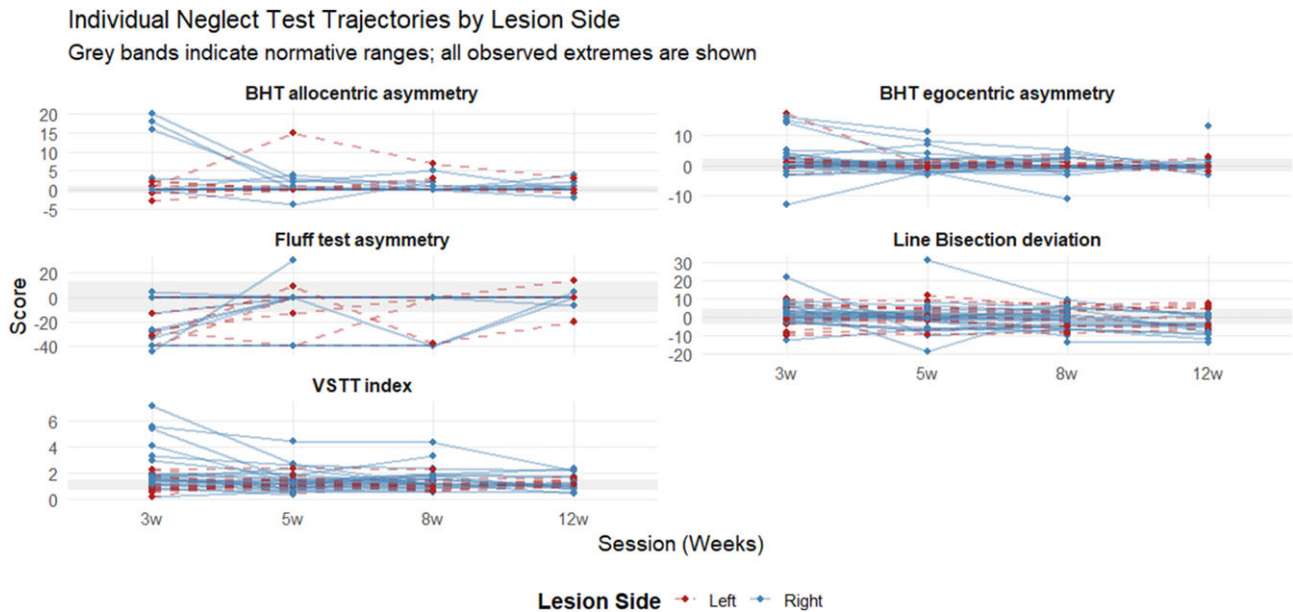 Individual Neglect Test Trajectories by Lesion Side
Grey bands indicate normative ranges; all observed extremes are shown
BHT allocentric asymmetry
20
15
10
5
0
-5
BHT egocentric asymmetry
10
0
-10
Fluff test asymmetry
20
0
-20
-40
Line Bisection deviation
30
20
10
0
-10
-20
3w 5w 8w 12w
VSTT index
6
4
2
0
3w 5w 8w 12w
Score
Session (Weeks)
Lesion Side Left Right